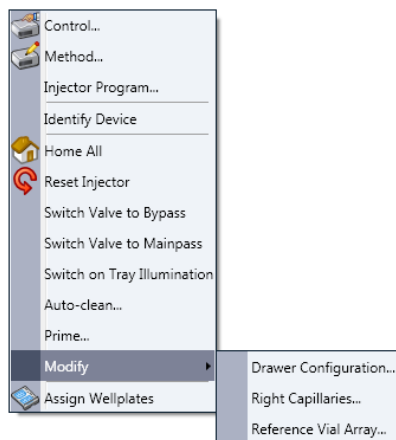 Control...
Method...
Injector Program...
Identify Device
Home All
Reset Injector
Switch Valve to Bypass
Switch Valve to Mainpass
Switch on Tray Illumination
Auto-clean...
Prime...
Modify
Drawer Configuration...
Assign Wellplates
Right Capillaries...
Reference Vial Array...